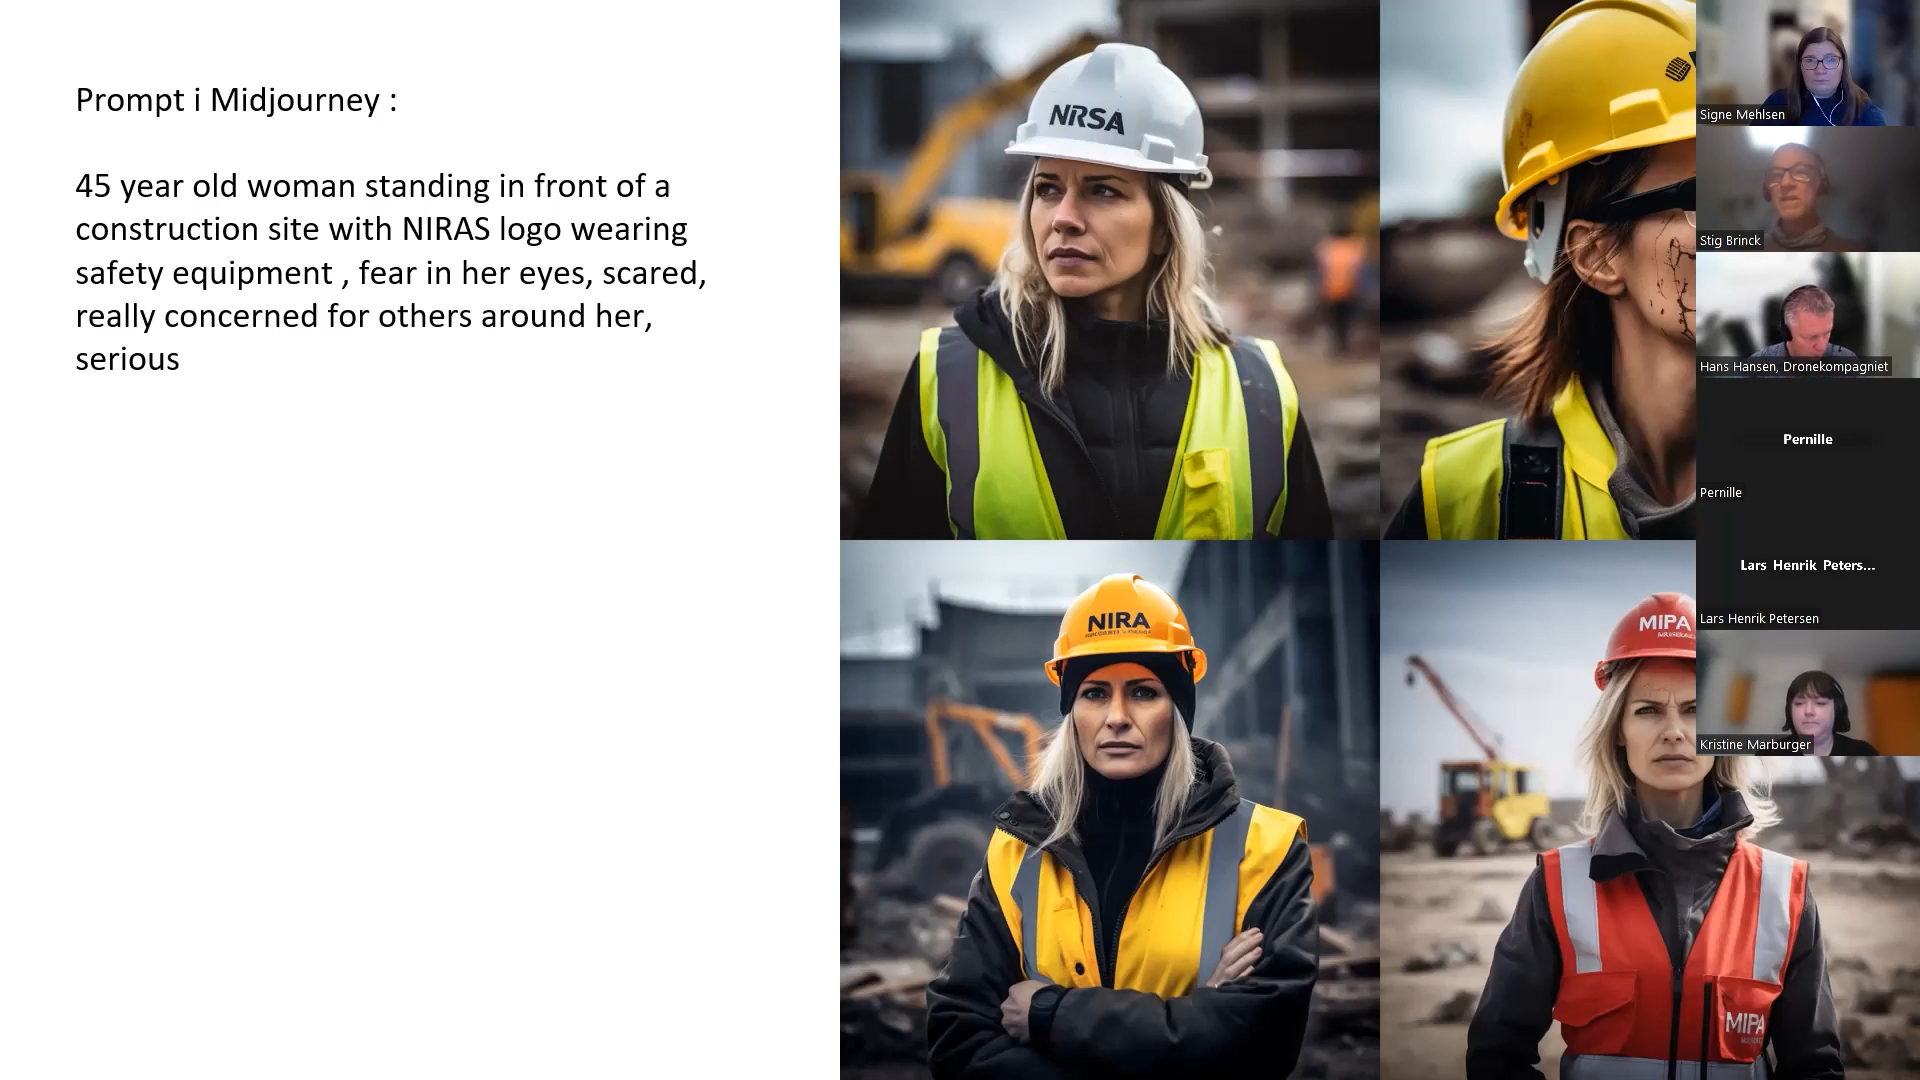 Prompt i Midjourney :
45 year old woman standing in front of a
construction site with NIRAS logo wearing
safety equipment , fear in her eyes, scared,
really concerned for others around her,
serious
NRSA
NIRA
MIPA
MIPA
Signe Mehlsen
Stig Brinck
Hans Hansen, Dronekompagniet
Pernille
Pernille
Lars Henrik Peters...
Lars Henrik Petersen
Kristine Marburger